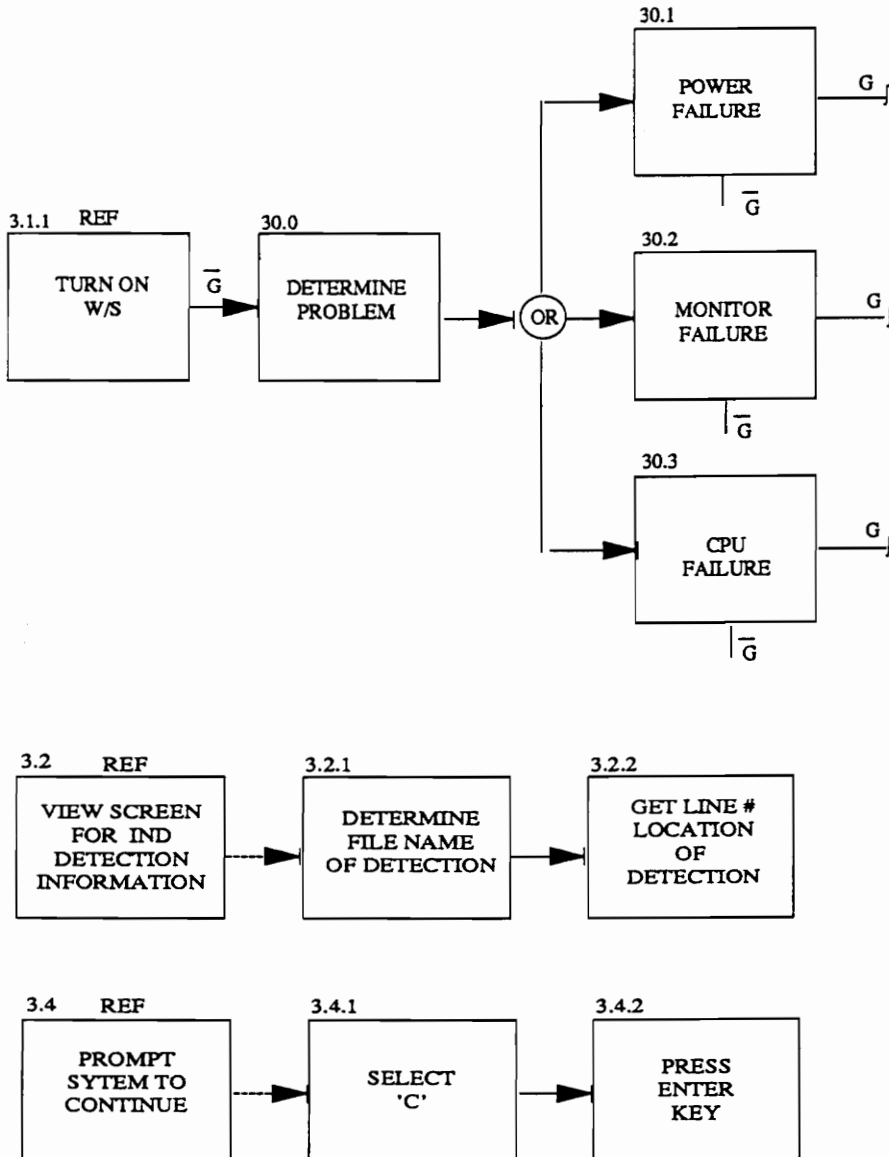 30.1
POWER
FAILURE
G
G̅
3.1.1 REF
TURN ON
W/S
G̅
30.0
DETERMINE
PROBLEM
OR
30.2
MONITOR
FAILURE
G
G̅
30.3
CPU
FAILURE
G
G̅
3.2 REF
VIEW SCREEN
FOR IND
DETECTION
INFORMATION
3.2.1
DETERMINE
FILE NAME
OF DETECTION
3.2.2
GET LINE #
LOCATION
OF
DETECTION
3.4 REF
PROMPT
SYTEM TO
CONTINUE
3.4.1
SELECT
'C'
3.4.2
PRESS
ENTER
KEY